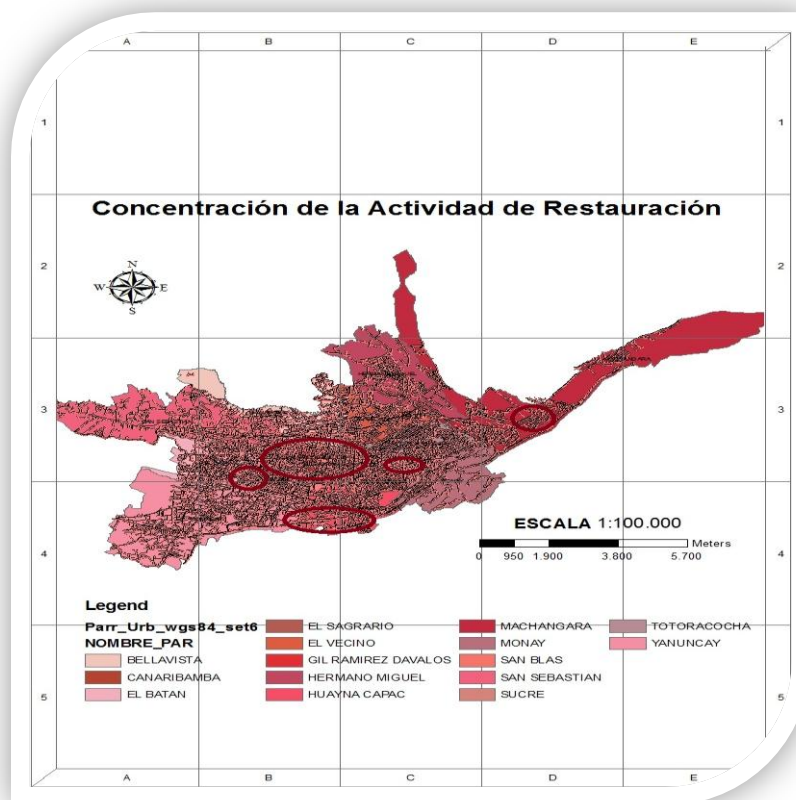 A B C D E
1 1
Concentración de la Actividad de Restauración
2 2
N
W E
S
3 3
ESCALA 1:100.000
Meters
0 950 1.900 3.800 5.700
4 4
Legend
Parr_Urb_wgs84_set6
NOMBRE_PAR
BELLAVISTA
CANARIBAMBA
EL BATAN
EL SAGRARIO
EL VECINO
GIL RAMIREZ DAVALOS
HERMANO MIGUEL
HUAYNA CAPAC
MACHANGARA
MONAY
SAN BLAS
SAN SEBASTIAN
SUCRE
TOTORACOCHA
YANUNCAY
5 5
A B C D E